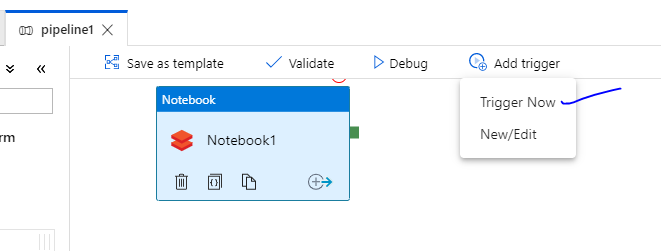 pipeline1
Save as template
Validate
Debug
Add trigger
Notebook
Trigger Now
rm
Notebook1
New/Edit